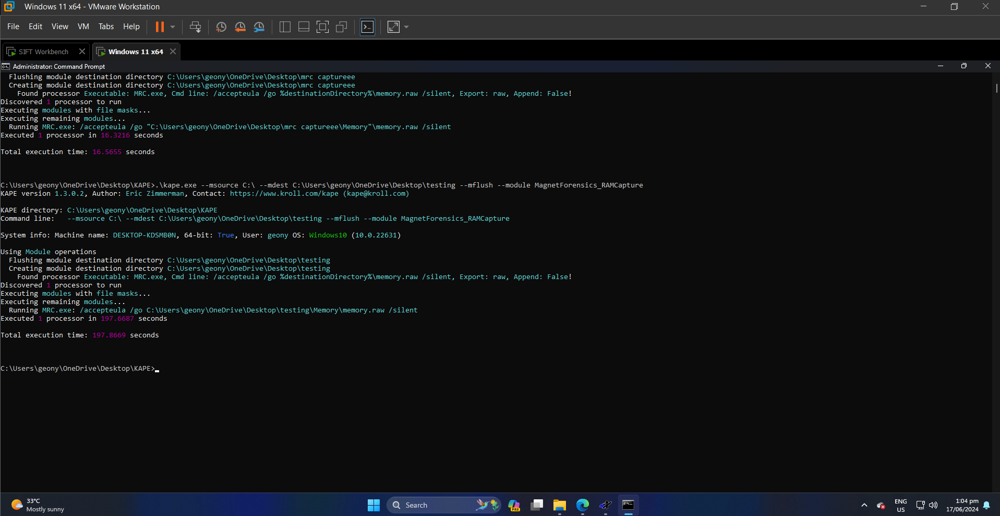 Windows 11 x64 - VMware Workstation
File Edit View VM Tabs Help
SIFT Workbench
Windows 11 x64
Administrator: Command Prompt
Flushing module destination directory C:\Users\geony\OneDrive\Desktop\mrc captureee
Creating module destination directory C:\Users\geony\OneDrive\Desktop\mrc captureee
Found processor Executable: MRC.exe, Cmd line: /accepteula /go %destinationDirectory%\memory.raw /silent, Export: raw, Append: False!
Discovered 1 processor to run
Executing modules with file masks...
Executing remaining modules...
Running MRC.exe: /accepteula /go "C:\Users\geony\OneDrive\Desktop\mrc captureee\Memory"\memory.raw /silent
Executed 1 processor in 16.3216 seconds
Total execution time: 16.5655 seconds
C:\Users\geony\OneDrive\Desktop\KAPE>.\kape.exe --msource C:\ --mdest C:\Users\geony\OneDrive\Desktop\testing --mflush --module MagnetForensics_RAMCapture
KAPE version 1.3.0.2, Author: Eric Zimmerman, Contact: https://www.kroll.com/kape (kape@kroll.com)
KAPE directory: C:\Users\geony\OneDrive\Desktop\KAPE
Command line: --msource C:\ --mdest C:\Users\geony\OneDrive\Desktop\testing --mflush --module MagnetForensics_RAMCapture
System info: Machine name: DESKTOP-KDSMB0N, 64-bit: True, User: geony OS: Windows10 (10.0.22631)
Using Module operations
Flushing module destination directory C:\Users\geony\OneDrive\Desktop\testing
Creating module destination directory C:\Users\geony\OneDrive\Desktop\testing
Found processor Executable: MRC.exe, Cmd line: /accepteula /go %destinationDirectory%\memory.raw /silent, Export: raw, Append: False!
Discovered 1 processor to run
Executing modules with file masks...
Executing remaining modules...
Running MRC.exe: /accepteula /go C:\Users\geony\OneDrive\Desktop\testing\Memory\memory.raw /silent
Executed 1 processor in 197.6687 seconds
Total execution time: 197.8669 seconds
C:\Users\geony\OneDrive\Desktop\KAPE>
33°C
Mostly sunny
Search
PRE
ENG
US
1:04 pm
17/06/2024